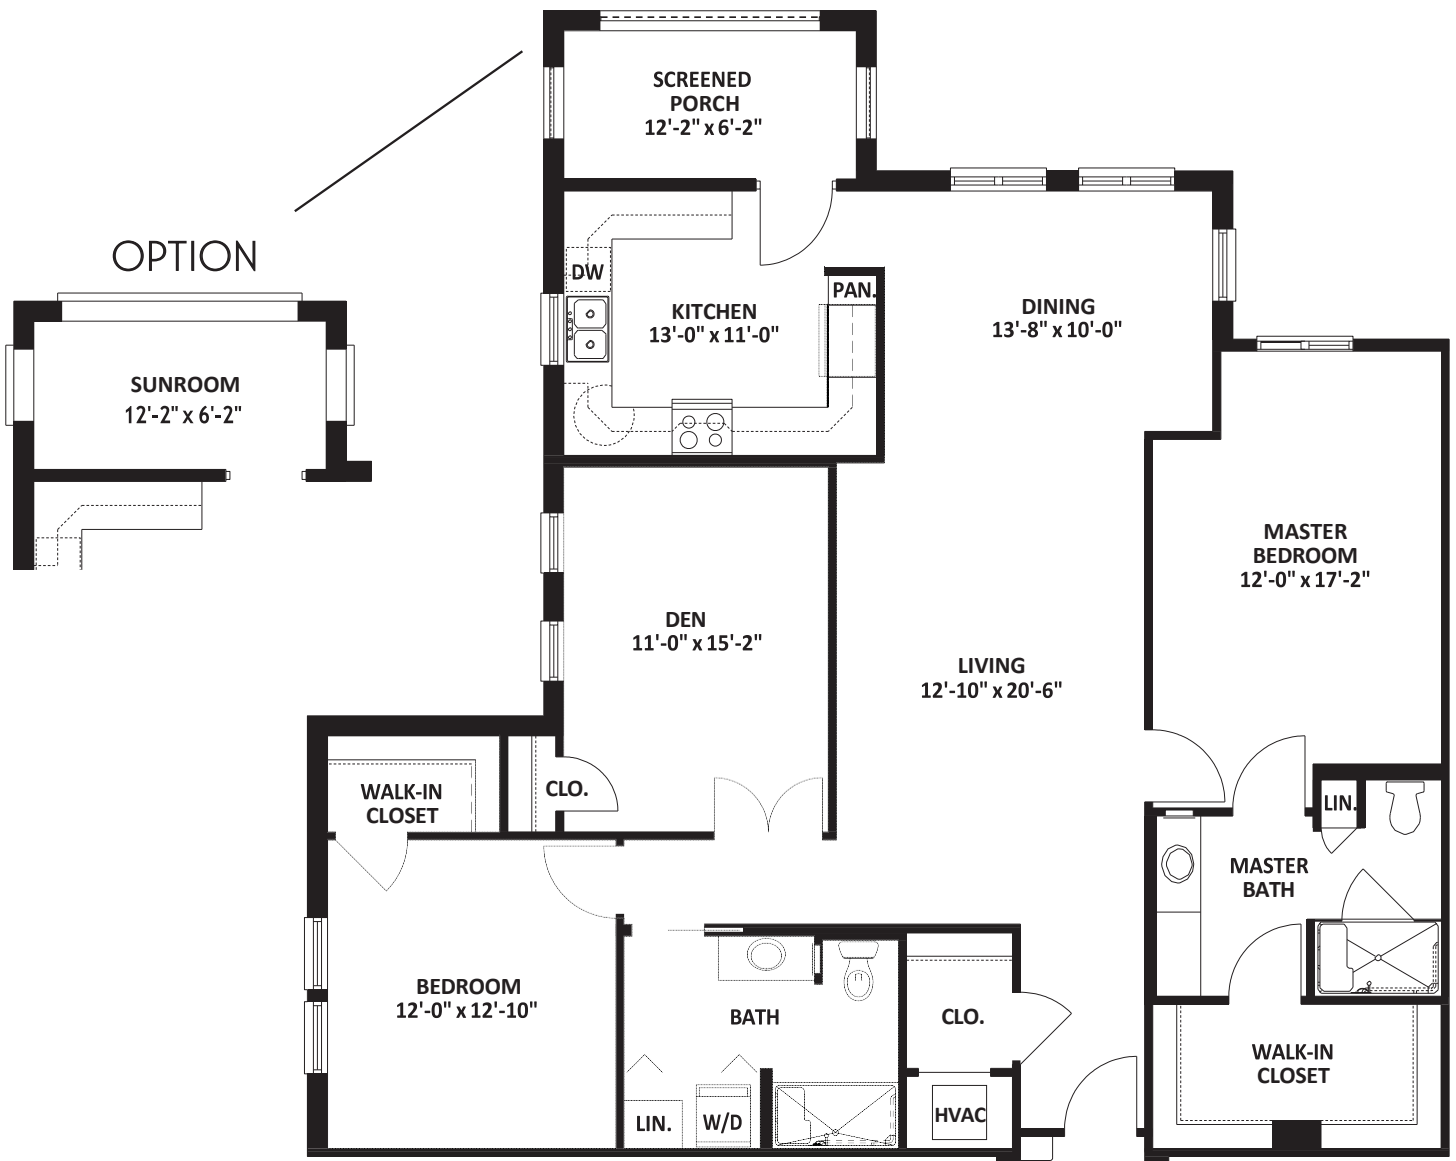 SCREENED
PORCH
12'-2" x 6'-2"
OPTION
SUNROOM
12'-2" x 6'-2"
DW
KITCHEN
13'-0" x 11'-0"
PAN.
DINING
13'-8" x 10'-0"
MASTER
BEDROOM
12'-0" x 17'-2"
DEN
11'-0" x 15'-2"
LIVING
12'-10" x 20'-6"
WALK-IN
CLOSET
CLO.
LIN.
MASTER
BATH
BEDROOM
12'-0" x 12'-10"
BATH
CLO.
WALK-IN
CLOSET
LIN.
W/D
HVAC